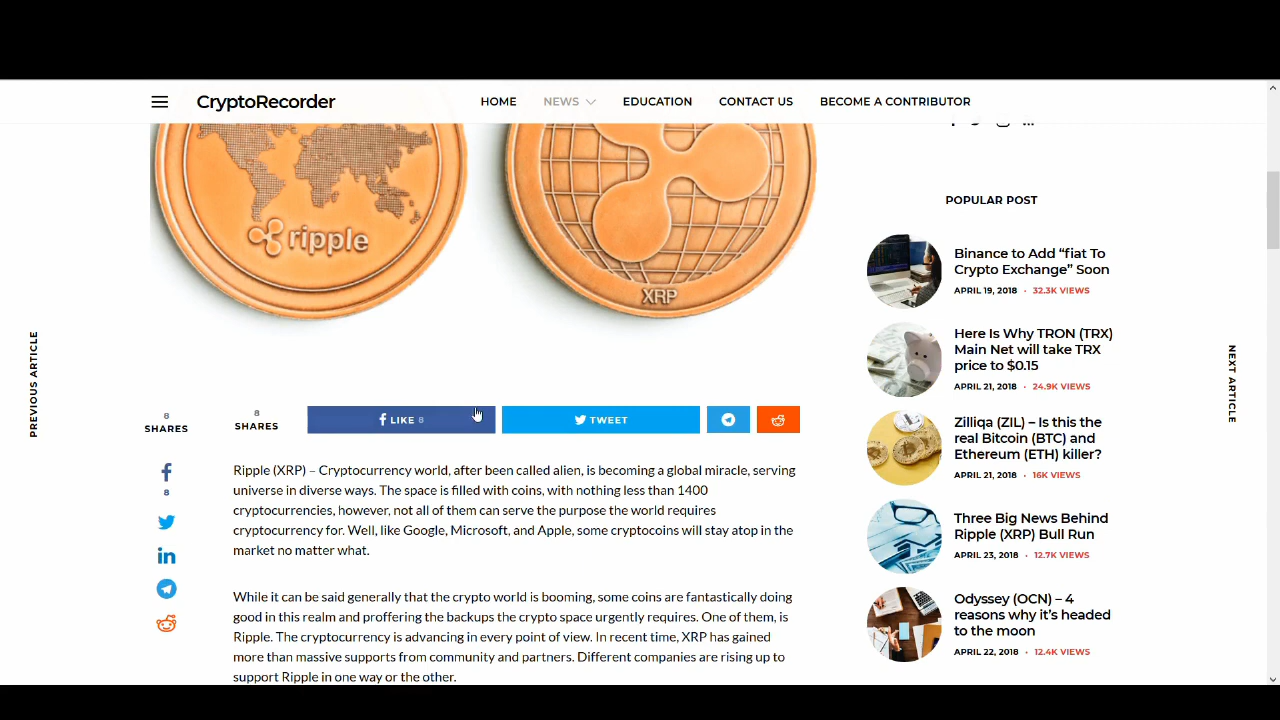 CryptoRecorder
HOME NEWS EDUCATION CONTACT US BECOME A CONTRIBUTOR
ripple
XRP
PREVIOUS ARTICLE
NEXT ARTICLE
8
SHARES
8
8
SHARES
LIKE 8
TWEET
Ripple (XRP) – Cryptocurrency world, after been called alien, is becoming a global miracle, serving
universe in diverse ways. The space is filled with coins, with nothing less than 1400
cryptocurrencies, however, not all of them can serve the purpose the world requires
cryptocurrency for. Well, like Google, Microsoft, and Apple, some cryptocoins will stay atop in the
market no matter what.
While it can be said generally that the crypto world is booming, some coins are fantastically doing
good in this realm and proffering the backups the crypto space urgently requires. One of them, is
Ripple. The cryptocurrency is advancing in every point of view. In recent time, XRP has gained
more than massive supports from community and partners. Different companies are rising up to
support Ripple in one way or the other.
POPULAR POST
Binance to Add “fiat To
Crypto Exchange” Soon
APRIL 19, 2018 • 32.3K VIEWS
Here Is Why TRON (TRX)
Main Net will take TRX
price to $0.15
APRIL 21, 2018 • 24.9K VIEWS
Zilliqa (ZIL) – Is this the
real Bitcoin (BTC) and
Ethereum (ETH) killer?
APRIL 21, 2018 • 16K VIEWS
Three Big News Behind
Ripple (XRP) Bull Run
APRIL 23, 2018 • 12.7K VIEWS
Odyssey (OCN) – 4
reasons why it’s headed
to the moon
APRIL 22, 2018 • 12.4K VIEWS